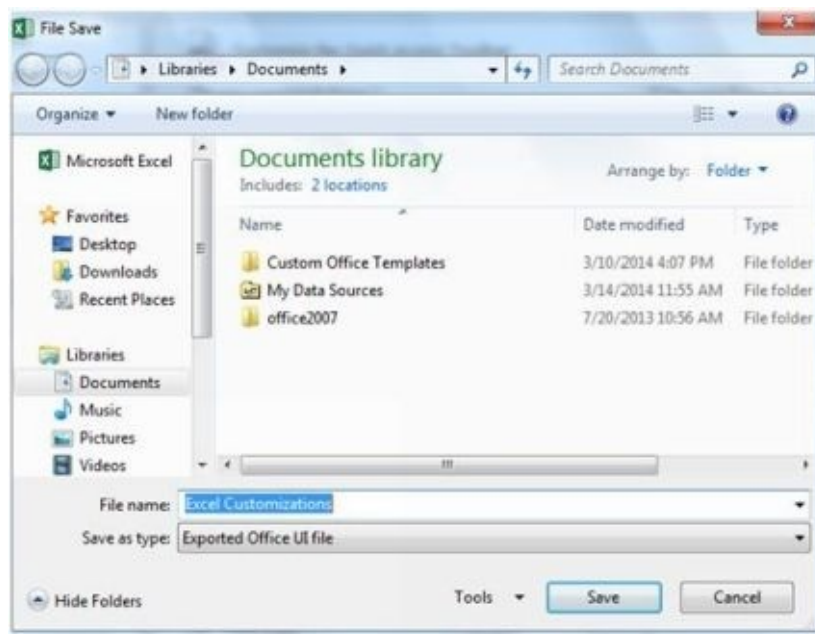 File Save
Libraries Documents
Search Documents
Organize
New folder
Microsoft Excel
Favorites
Desktop
Downloads
Recent Places
Libraries
Documents
Music
Pictures
Videos
Documents library
Includes: 2 locations
Arrange by: Folder
Name Date modified Type
Custom Office Templates 3/10/2014 4:07 PM File folder
My Data Sources 3/14/2014 11:55 AM File folder
office2007 7/20/2013 10:56 AM File folder
File name: Excel Customizations
Save as type: Exported Office UI file
Hide Folders
Tools
Save
Cancel